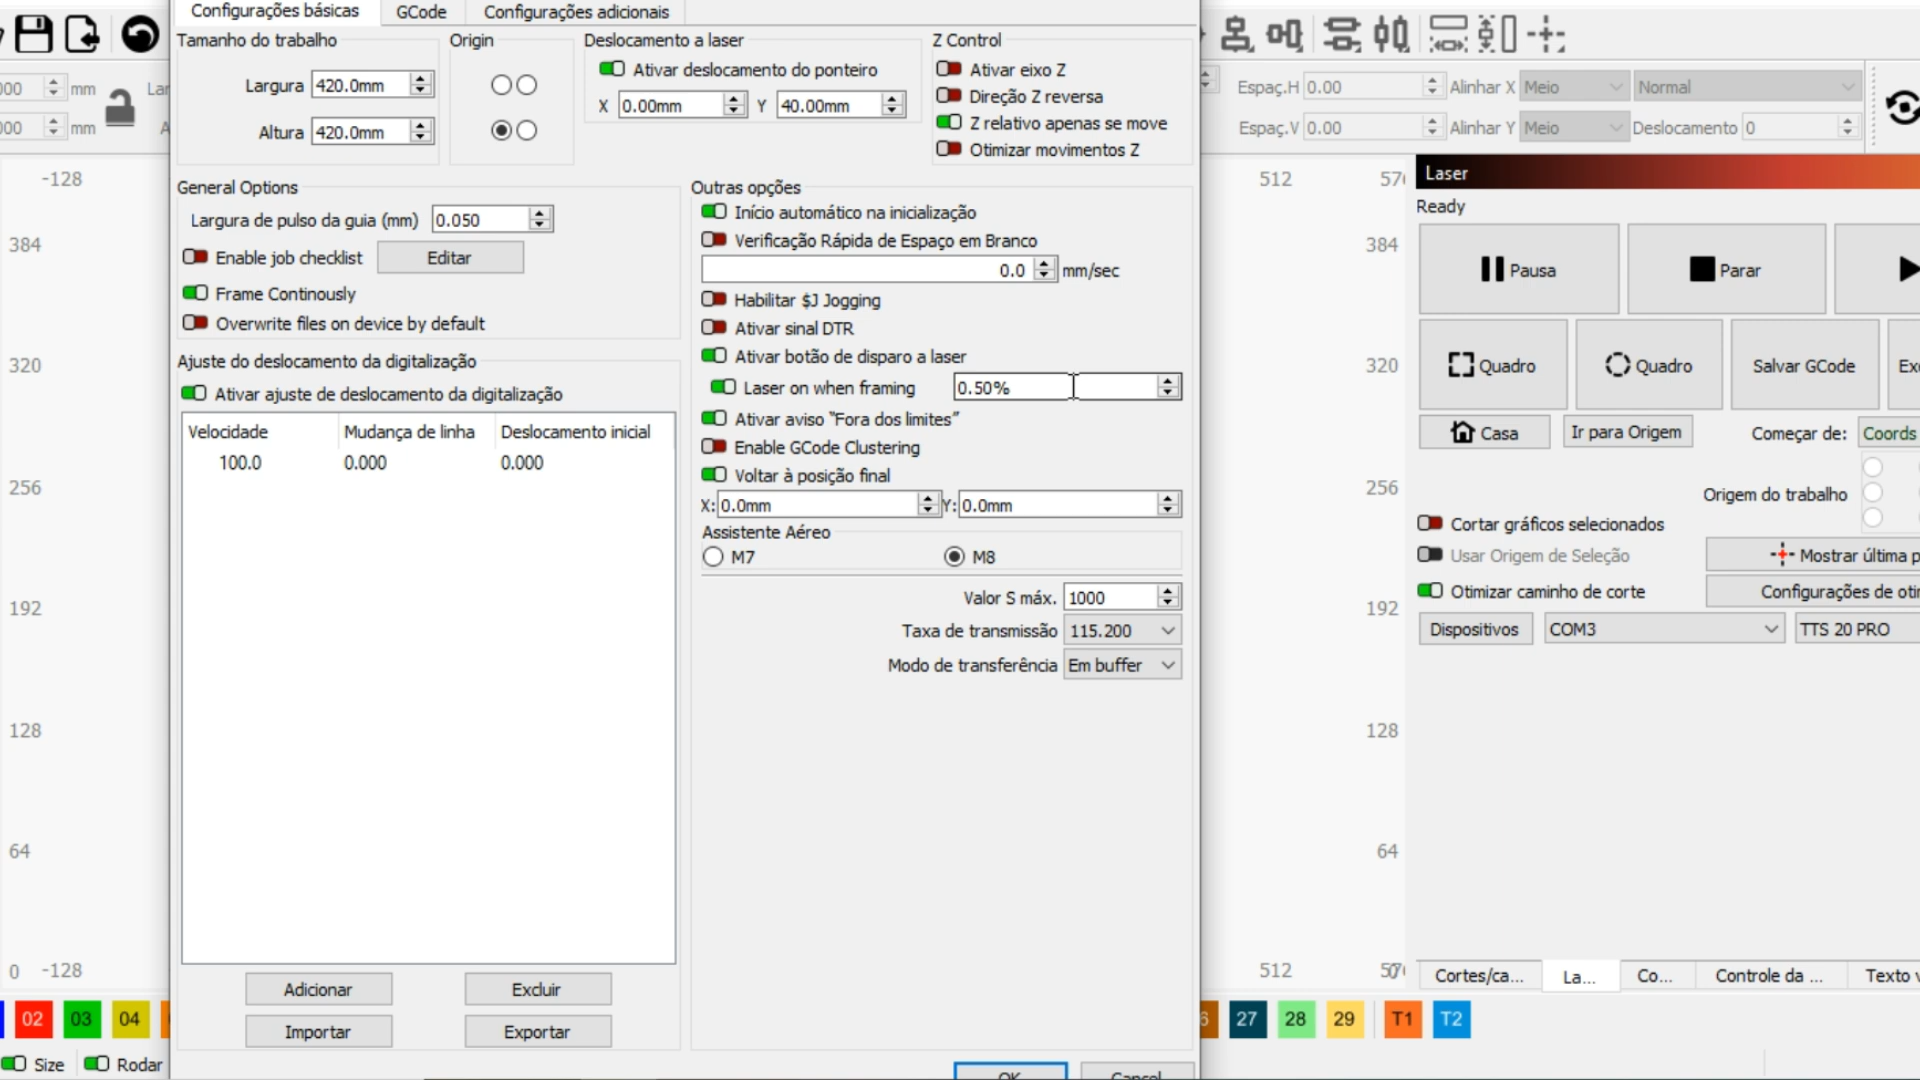 Configurações básicas
GCode
Configurações adicionais
Tamanho do trabalho
Largura 420.0mm
Altura 420.0mm
Origin
Deslocamento a laser
Ativar deslocamento do ponteiro
X 0.00mm Y 40.00mm
Z Control
Ativar eixo Z
Direção Z reversa
Z relativo apenas se move
Otimizar movimentos Z
General Options
Largura de pulso da guia (mm) 0.050
Enable job checklist Editar
Frame Continously
Overwrite files on device by default
Ajuste do deslocamento da digitalização
Ativar ajuste de deslocamento da digitalização
Velocidade Mudança de linha Deslocamento inicial
100.0 0.000 0.000
Adicionar Excluir
Importar Exportar
Outras opções
Início automático na inicialização
Verificação Rápida de Espaço em Branco
0.0 mm/sec
Habilitar $J Jogging
Ativar sinal DTR
Ativar botão de disparo a laser
Laser on when framing 0.50%
Ativar aviso “Fora dos limites”
Enable GCode Clustering
Voltar à posição final
X: 0.0mm Y: 0.0mm
Assistente Aéreo
M7 M8
Valor S máx. 1000
Taxa de transmissão 115.200
Modo de transferência Em buffer
OK Cancel
mm
mm
-128
384
320
256
192
128
64
0 -128
02 03 04
Size Rodar
Espaç.H 0.00 Alinhar X Meio Normal
Espaç.V 0.00 Alinhar Y Meio Deslocamento 0
512
384
320
256
192
128
64
512
27 28 29 T1 T2
Laser
Ready
Pausa Parar
Quadro Quadro Salvar GCode
Casa Ir para Origem Começar de: Coords
Origem do trabalho
Cortar gráficos selecionados
Usar Origem de Seleção Mostrar última p
Otimizar caminho de corte Configurações de oti
Dispositivos COM3 TTS 20 PRO
Cortes/ca... La... Co... Controle da ... Texto